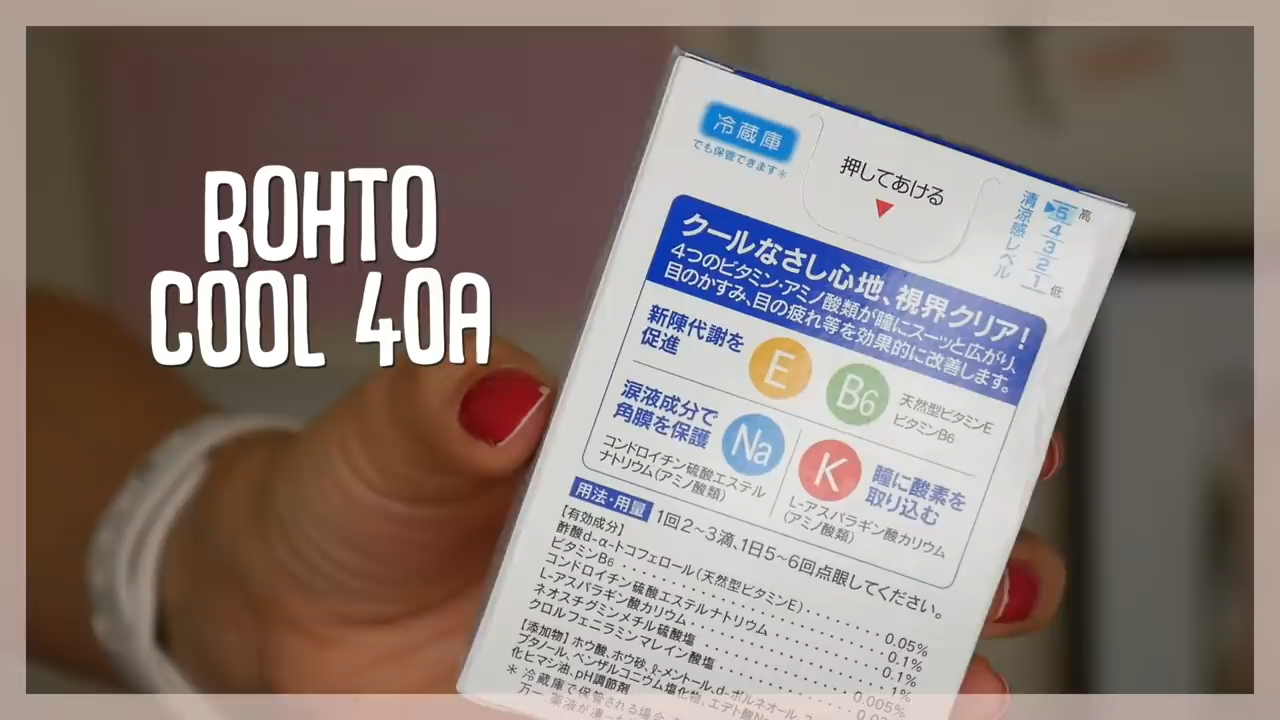 ROHTO
COOL 40A
冷蔵庫
でも保管できます*
押してあける
清涼感レベル
5 高
4
3
2
1 低
クールなさし心地、視界クリア!
4つのビタミン・アミノ酸類が瞳にスーッと広がり、
目のかすみ、目の疲れ等を効果的に改善します。
新陳代謝を
促進
E
B6
天然型ビタミンE
ビタミンB6
涙液成分で
角膜を保護
Na
コンドロイチン硫酸エステル
ナトリウム(アミノ酸類)
K
瞳に酸素を
取り込む
L-アスパラギン酸カリウム
(アミノ酸類)
用法・用量 1回2~3滴、1日5~6回点眼してください。
[有効成分]
酢酸d-α-トコフェロール(天然型ビタミンE) 0.05%
ビタミンB6 0.1%
コンドロイチン硫酸エステルナトリウム 0.1%
L-アスパラギン酸カリウム 1%
ネオスチグミンメチル硫酸塩 0.005%
クロルフェニラミンマレイン酸塩
[添加物]ホウ酸、ホウ砂、ℓ-メントール、d-ボルネオール、
ブタノール、ベンザルコニウム塩化物、エデト酸Na
化ヒマシ油、pH調節剤
*冷蔵庫で保管される場合、